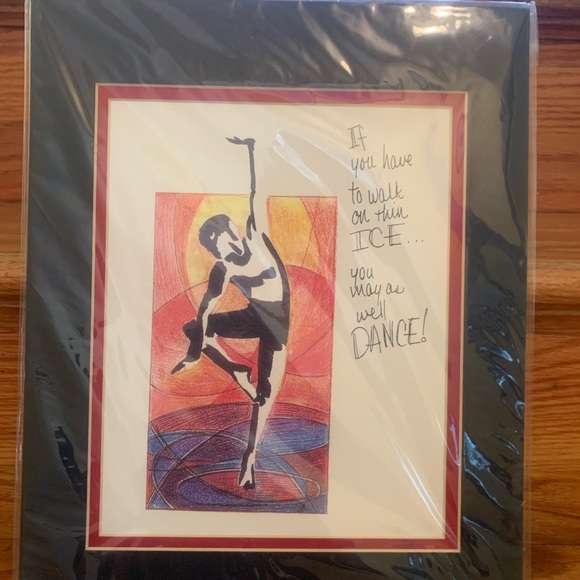 If
you have
to walk
on thin
ICE...
you
may as
well
DANCE!